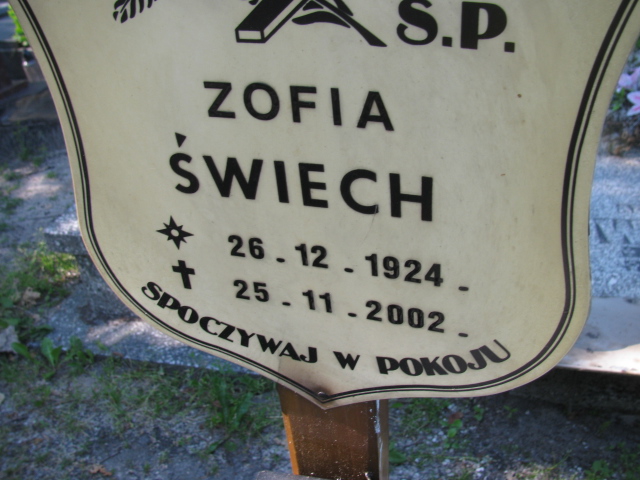 Ś.P.
ZOFIA
ŚWIECH
26 - 12 - 1924 -
25 - 11 - 2002 -
SPOCZYWAJ W POKOJU